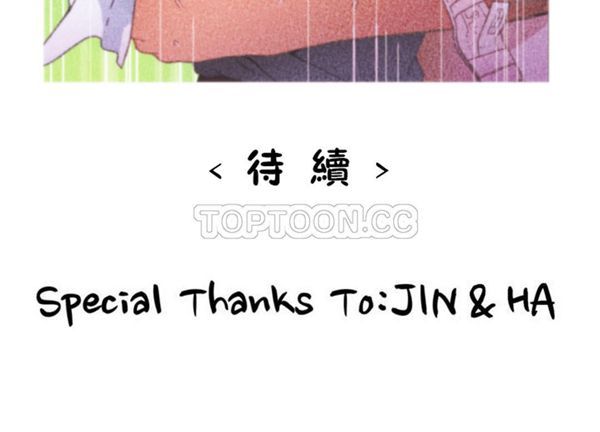 < 待 續 >
TOPTOON.CC
Special Thanks To: JIN & HA